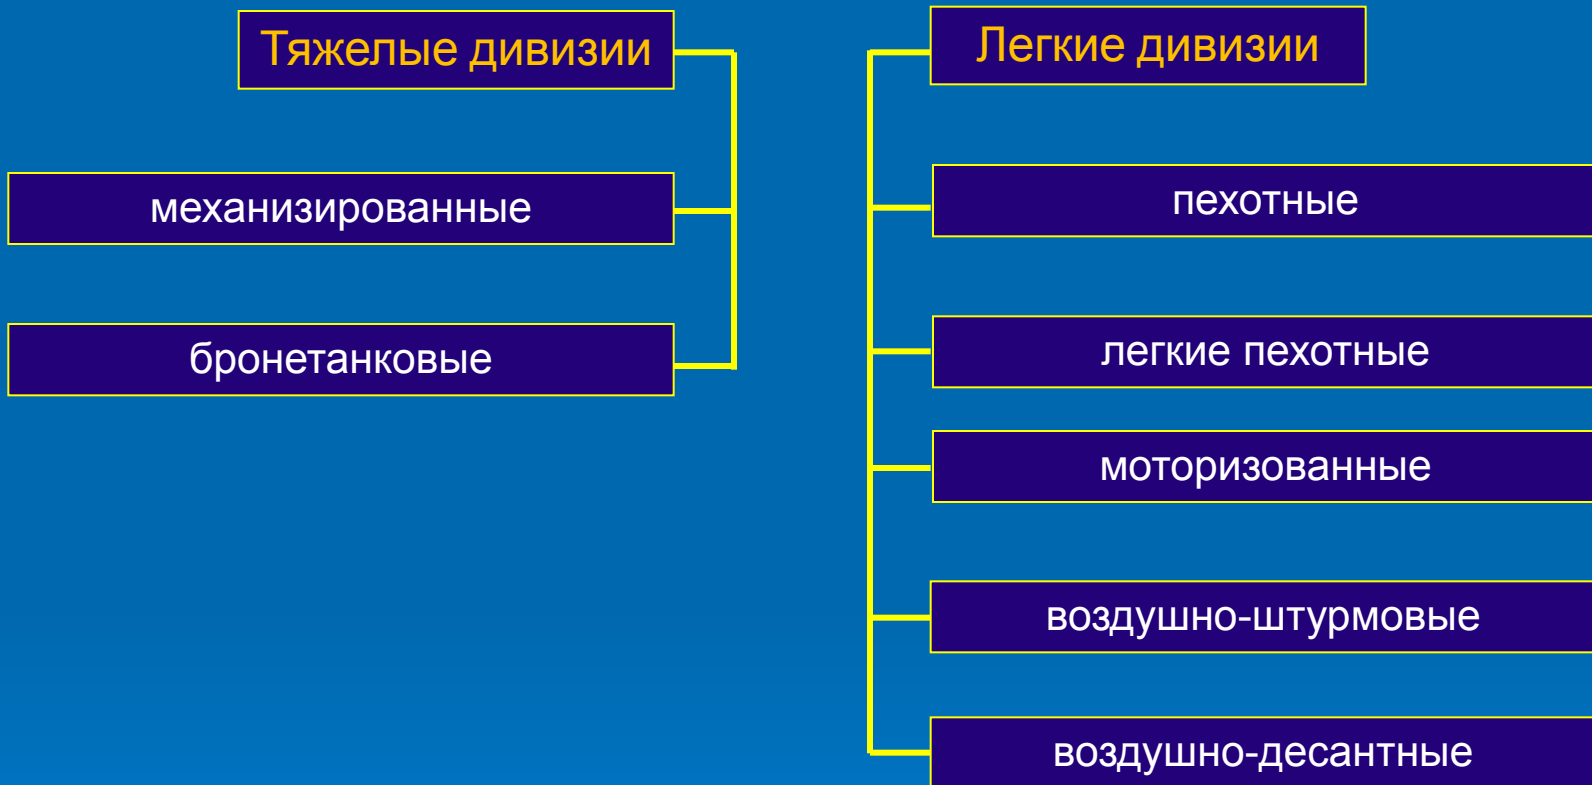 Тяжелые дивизии
механизированные
бронетанковые
Легкие дивизии
пехотные
легкие пехотные
моторизованные
воздушно-штурмовые
воздушно-десантные